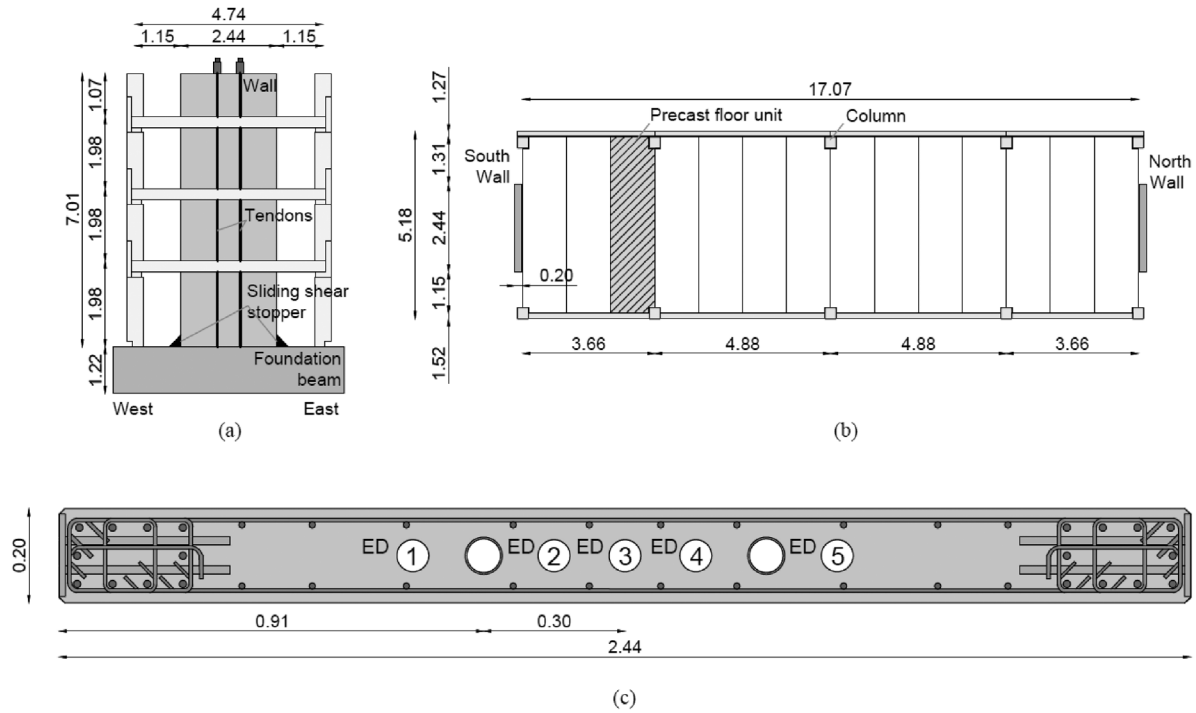 4.74
1.15
2.44
1.15
Wall
1.07
1.98
7.01
1.98
Tendons
1.98
Sliding shear
stopper
1.22
Foundation
beam
West
East
(a)
17.07
1.27
Precast floor unit
Column
South
Wall
North
Wall
1.31
5.18
2.44
0.20
1.15
3.66
4.88
4.88
3.66
1.52
(b)
0.20
ED 1
ED 2
ED 3
ED 4
ED 5
0.91
0.30
2.44
(c)